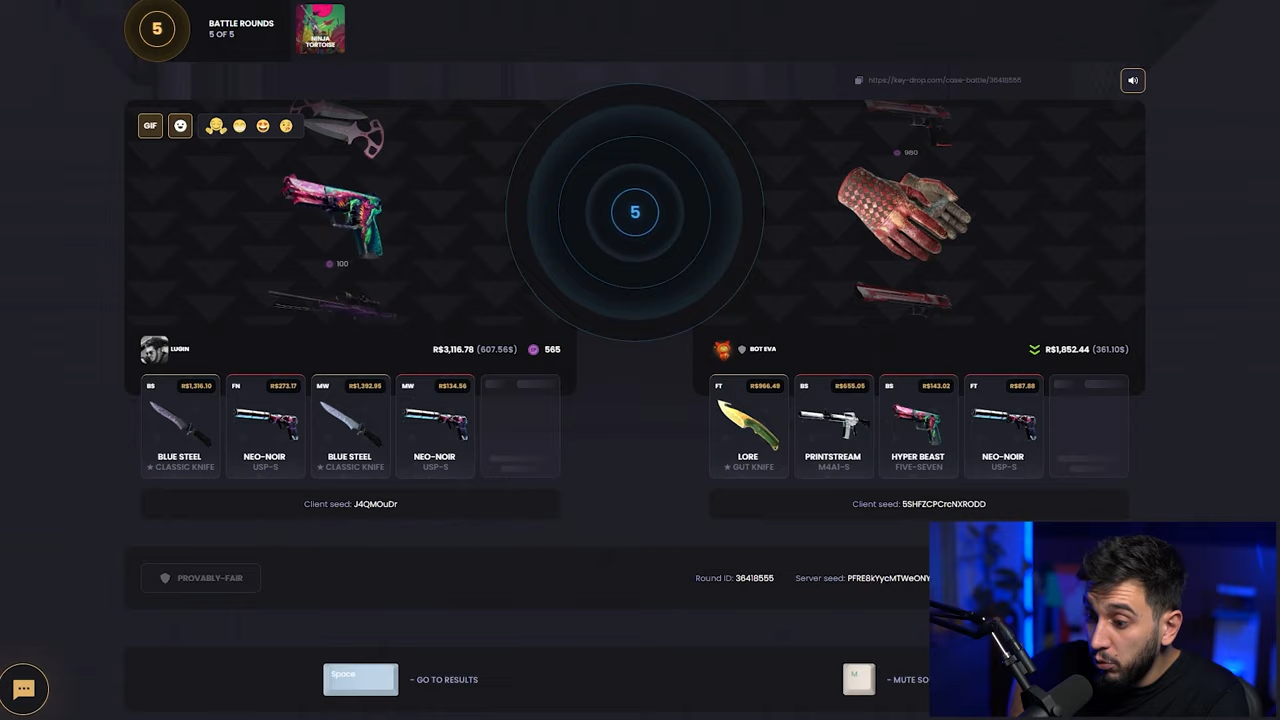 5
BATTLE ROUNDS
5 OF 5
NINJA
TORTOISE
https://key-drop.com/case-battle/36418555
GIF
980
5
100
LUGIN
R$3,116.78 (607.56$)
565
BOT EVA
R$1,852.44 (361.10$)
BS
R$1,316.10
FN
R$273.17
MW
R$1,392.95
MW
R$134.56
FT
R$966.49
BS
R$655.05
BS
R$143.02
FT
R$87.88
BLUE STEEL
★ CLASSIC KNIFE
NEO-NOIR
USP-S
BLUE STEEL
★ CLASSIC KNIFE
NEO-NOIR
USP-S
LORE
★ GUT KNIFE
PRINTSTREAM
M4A1-S
HYPER BEAST
FIVE-SEVEN
NEO-NOIR
USP-S
Client seed: J4QMOuDr
Client seed: 5SHFZCPCrcNXRODD
PROVABLY-FAIR
Round ID: 36418555
Server seed: PFRE8kYycMTWeONY
Space
- GO TO RESULTS
M
- MUTE SO